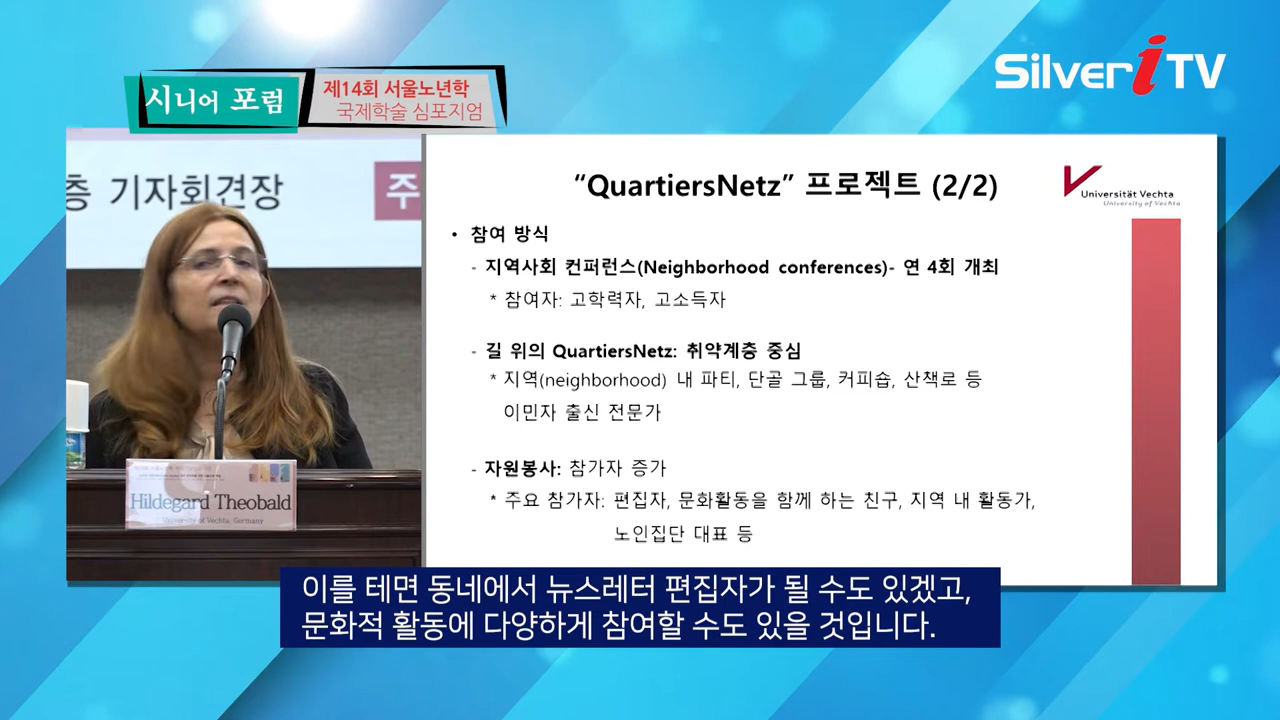 Silver i TV
시니어 포럼
제14회 서울노년학
국제학술 심포지엄
층 기자회견장
주
Hildegard Theobald
University of Vechta, Germany
“QuartiersNetz” 프로젝트 (2/2)
Universität Vechta
University of Vechta
• 참여 방식
- 지역사회 컨퍼런스(Neighborhood conferences)- 연 4회 개최
* 참여자: 고학력자, 고소득자
- 길 위의 QuartiersNetz: 취약계층 중심
* 지역(neighborhood) 내 파티, 단골 그룹, 커피숍, 산책로 등
이민자 출신 전문가
- 자원봉사: 참가자 증가
* 주요 참가자: 편집자, 문화활동을 함께 하는 친구, 지역 내 활동가,
노인집단 대표 등
이를 테면 동네에서 뉴스레터 편집자가 될 수도 있겠고,
문화적 활동에 다양하게 참여할 수도 있을 것입니다.